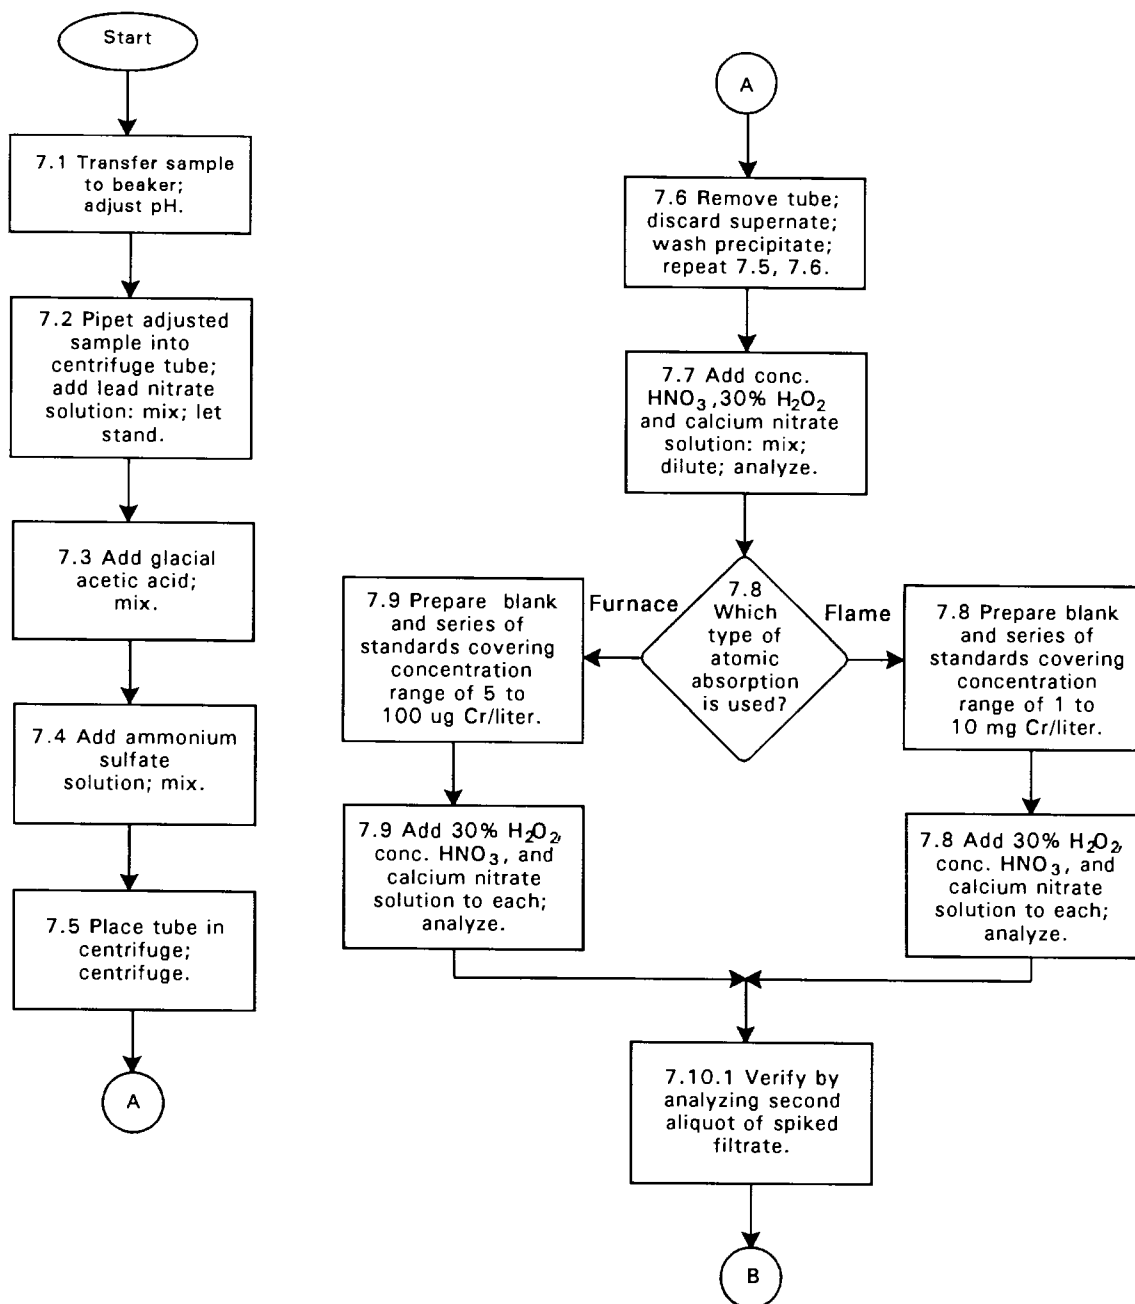 Start
7.1 Transfer sample
to beaker;
adjust pH.
7.2 Pipet adjusted
sample into
centrifuge tube;
add lead nitrate
solution: mix; let
stand.
7.3 Add glacial
acetic acid;
mix.
7.4 Add ammonium
sulfate
solution; mix.
7.5 Place tube in
centrifuge;
centrifuge.
A
A
7.6 Remove tube;
discard supernate;
wash precipitate;
repeat 7.5, 7.6.
7.7 Add conc.
HNO₃,30% H₂O₂
and calcium nitrate
solution: mix;
dilute; analyze.
7.8
Which
type of
atomic
absorption
is used?
Furnace
7.9 Prepare blank
and series of
standards covering
concentration
range of 5 to
100 ug Cr/liter.
7.9 Add 30% H₂O₂,
conc. HNO₃, and
calcium nitrate
solution to each;
analyze.
Flame
7.8 Prepare blank
and series of
standards covering
concentration
range of 1 to
10 mg Cr/liter.
7.8 Add 30% H₂O₂,
conc. HNO₃, and
calcium nitrate
solution to each;
analyze.
7.10.1 Verify by
analyzing second
aliquot of spiked
filtrate.
B